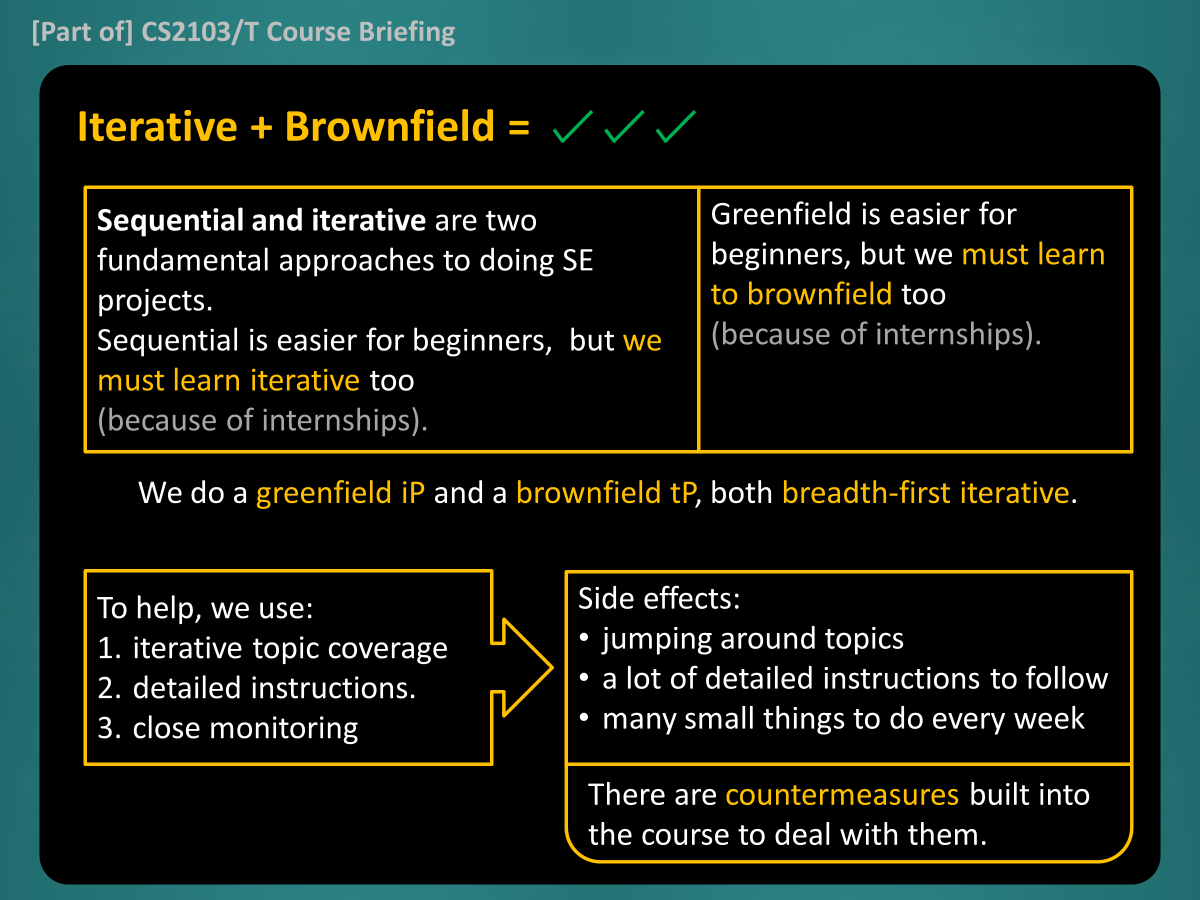 [Part of] CS2103/T Course Briefing
Iterative + Brownfield = ✓ ✓ ✓
Sequential and iterative are two
fundamental approaches to doing SE
projects.
Sequential is easier for beginners,  but we
must learn iterative too
(because of internships).
Greenfield is easier for
beginners, but we must learn
to brownfield too
(because of internships).
We do a greenfield iP and a brownfield tP, both breadth-first iterative.
To help, we use:
1. iterative topic coverage
2. detailed instructions.
3. close monitoring
Side effects:
• jumping around topics
• a lot of detailed instructions to follow
• many small things to do every week
There are countermeasures built into
the course to deal with them.